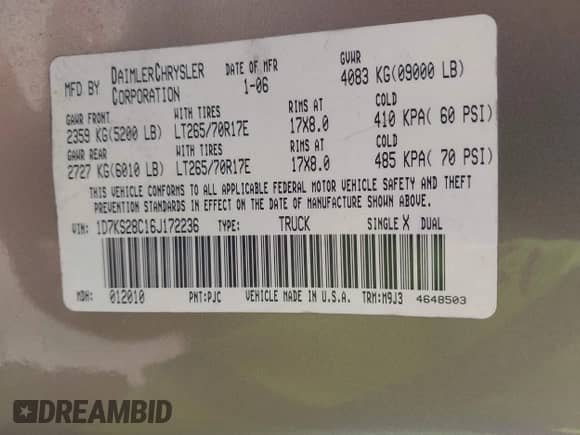 MFD BY DAIMLERCHRYSLER CORPORATION DATE OF MFR 1-06 GVWR 4083 KG(09000 LB)
GAWR FRONT WITH TIRES RIMS AT COLD
2359 KG(5200 LB) LT265/70R17E 17X8.0 410 KPA( 60 PSI)
GAWR REAR WITH TIRES RIMS AT COLD
2727 KG(6010 LB) LT265/70R17E 17X8.0 485 KPA( 70 PSI)
THIS VEHICLE CONFORMS TO ALL APPLICABLE FEDERAL MOTOR VEHICLE SAFETY AND THEFT
PREVENTION STANDARDS IN EFFECT ON THE DATE OF MANUFACTURE SHOWN ABOVE.
VIN: 1D7KS28C16J172236 TYPE: TRUCK SINGLE X DUAL
MDH: 012010 PNT:PJC VEHICLE MADE IN U.S.A. TRM:M9J3 4648503
DREAMBID